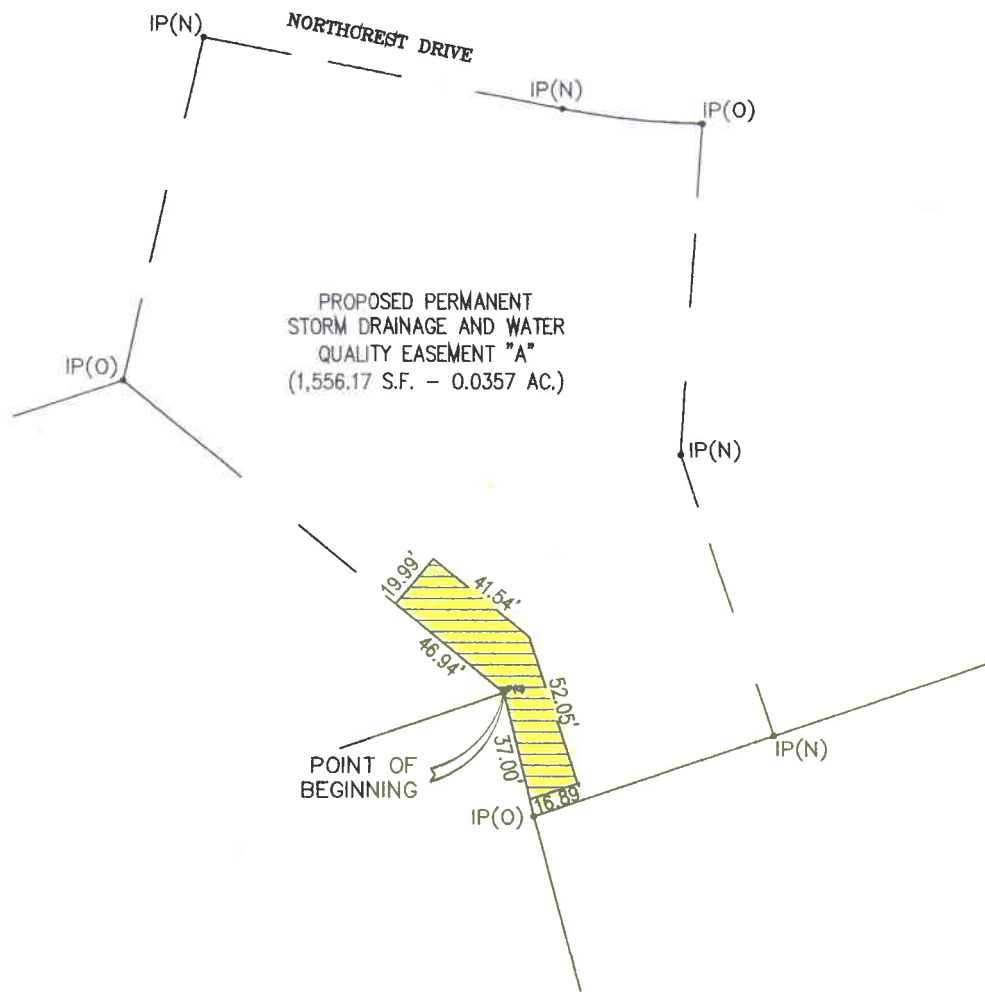 IP(N)
NORTHCREST DRIVE
IP(N)
IP(O)
PROPOSED PERMANENT
STORM DRAINAGE AND WATER
QUALITY EASEMENT "A"
(1,556.17 S.F. - 0.0357 AC.)
IP(O)
IP(N)
19.99'
41.54'
46.94'
52.05'
37.00'
POINT OF
BEGINNING
16.89
IP(O)
IP(N)